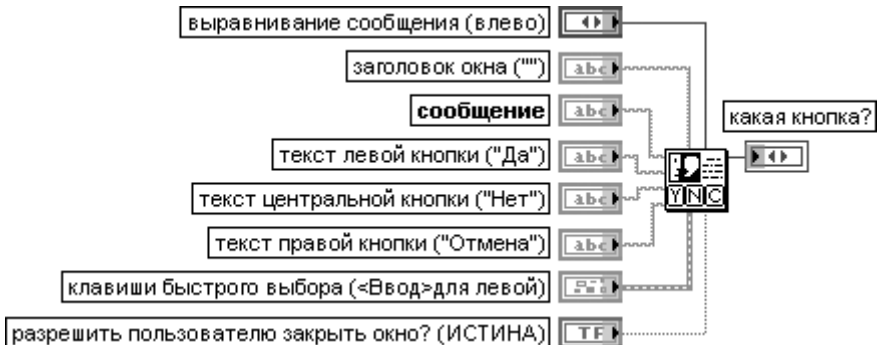 выравнивание сообщения (влево)
заголовок окна ("")
abc
сообщение
abc
какая кнопка?
текст левой кнопки ("Да")
abc
текст центральной кнопки ("Нет")
abc
YNC
текст правой кнопки ("Отмена")
abc
клавиши быстрого выбора (<Ввод>для левой)
разрешить пользователю закрыть окно? (ИСТИНА)
TF